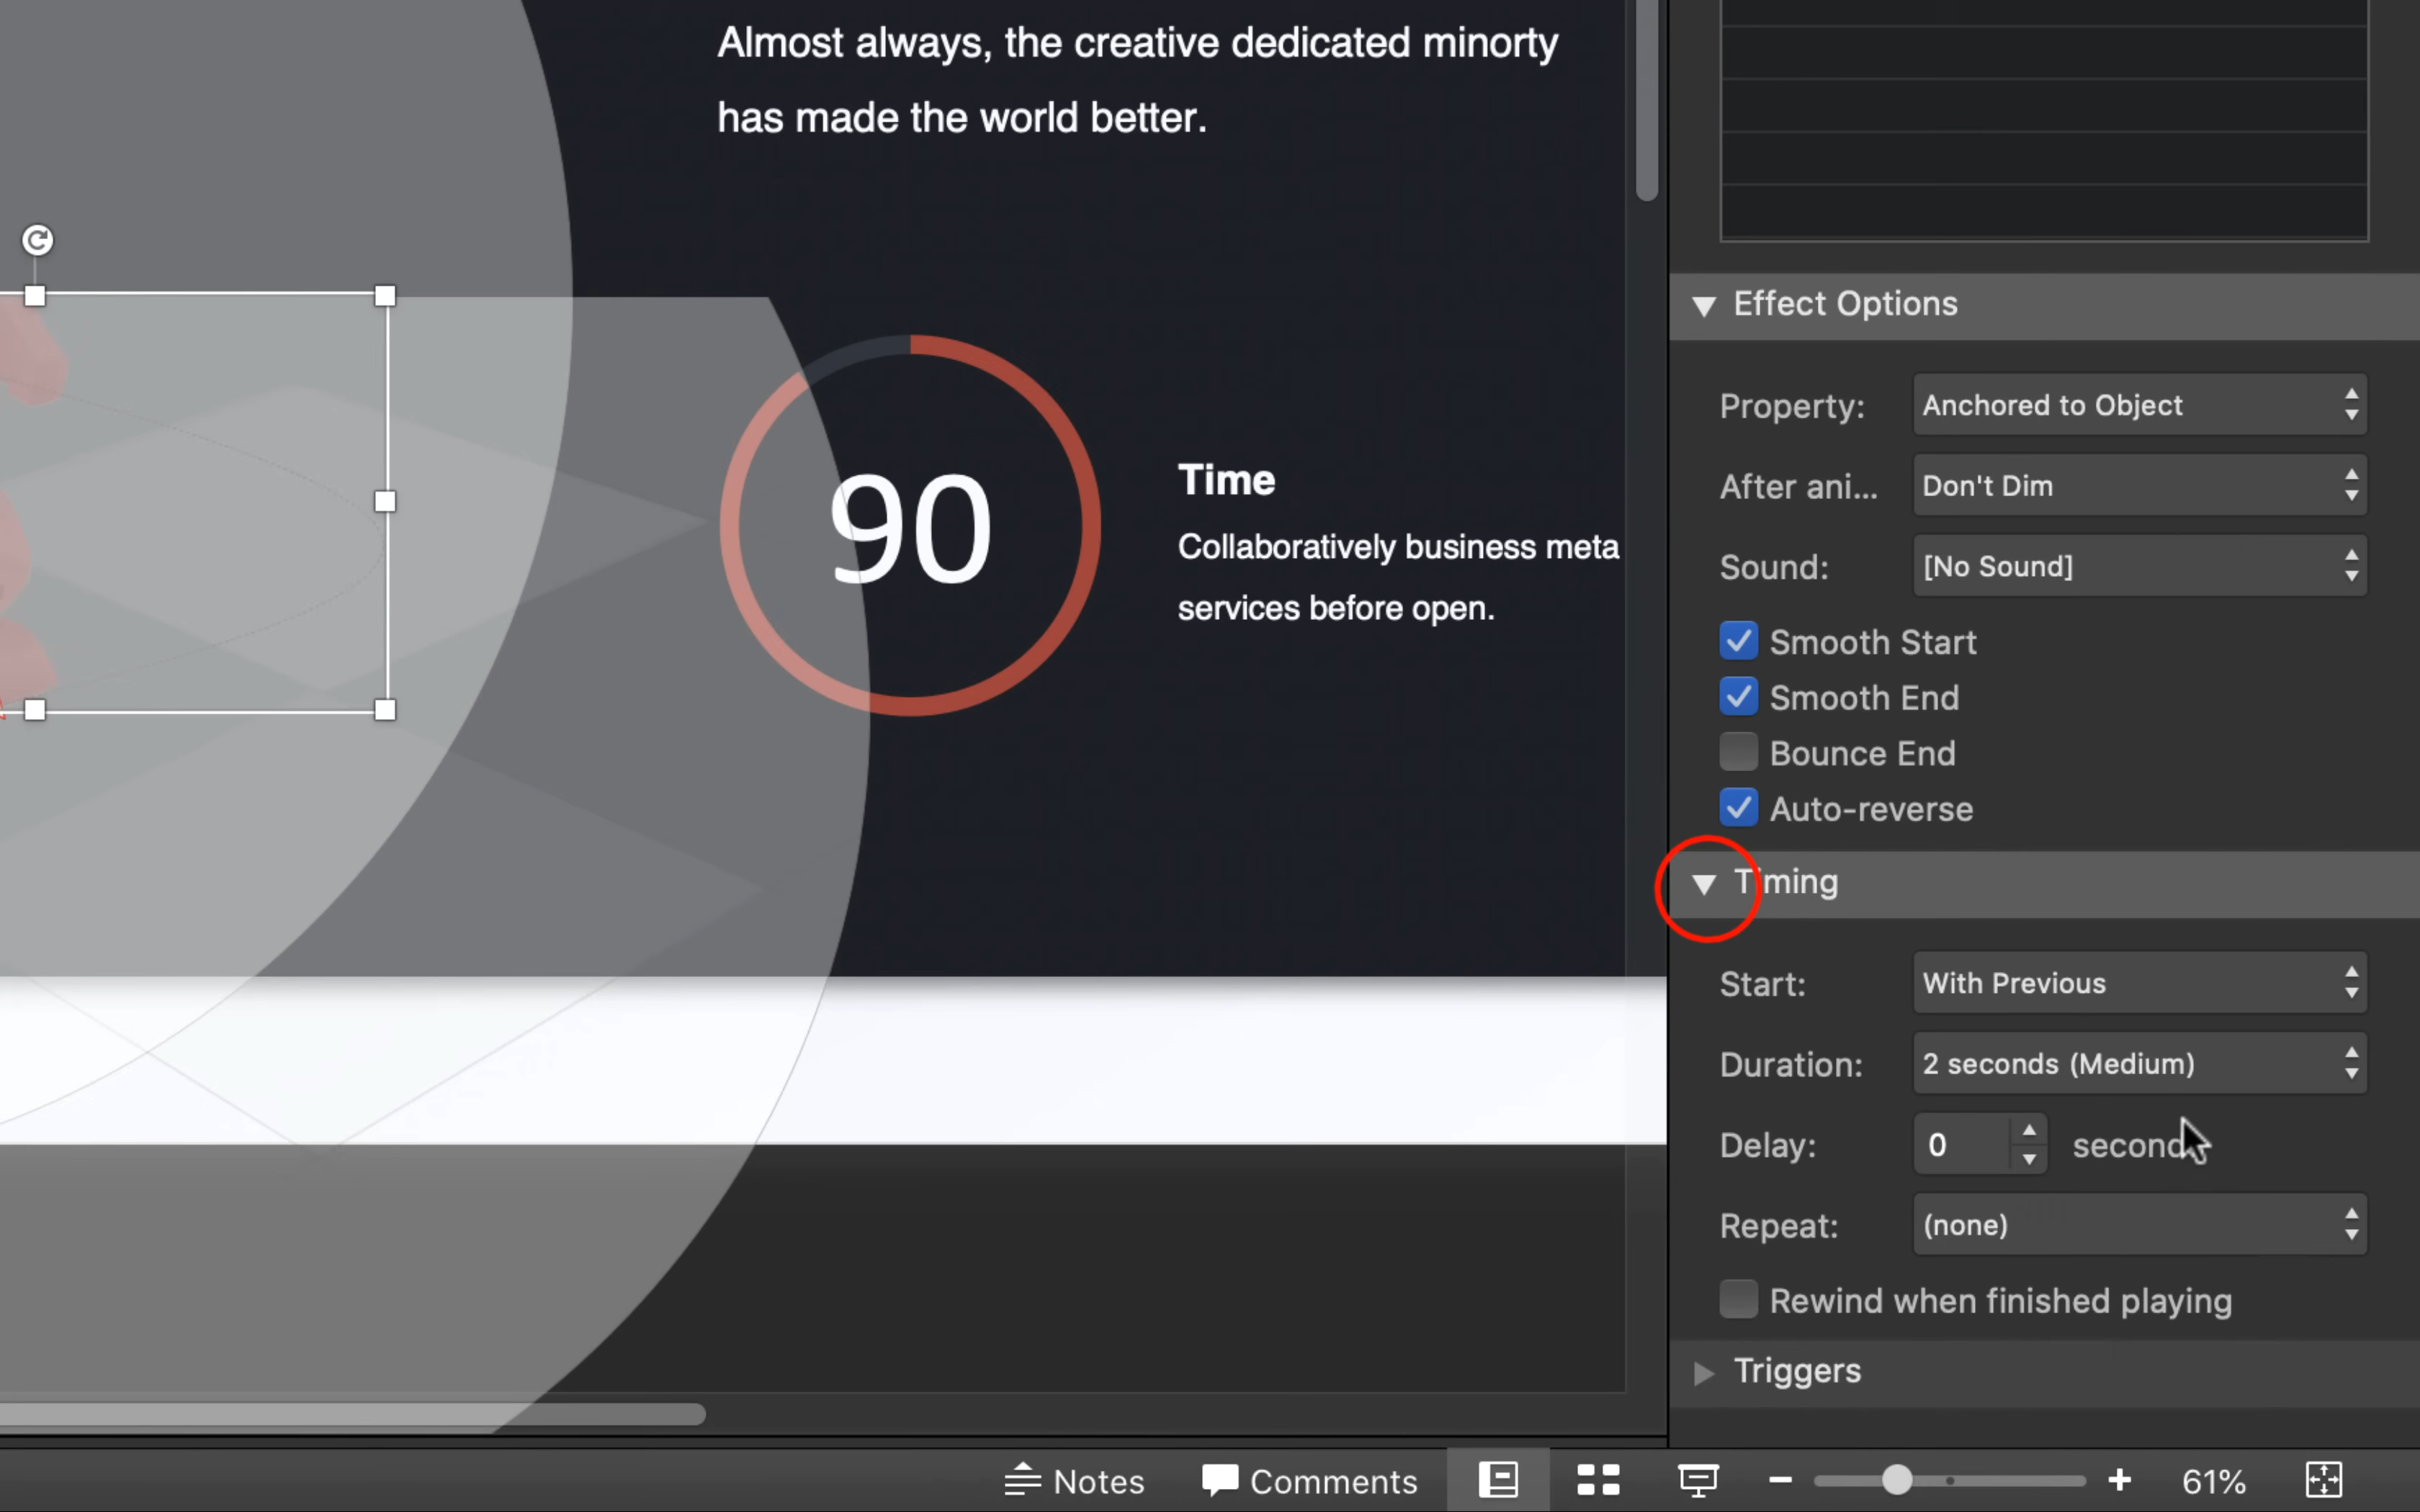 Almost always, the creative dedicated minorty
has made the world better.
90
Time
Collaboratively business meta
services before open.
Effect Options
Property: Anchored to Object
After ani... Don't Dim
Sound: [No Sound]
Smooth Start
Smooth End
Bounce End
Auto-reverse
Timing
Start: With Previous
Duration: 2 seconds (Medium)
Delay: 0 second
Repeat: (none)
Rewind when finished playing
Triggers
Notes Comments 61%